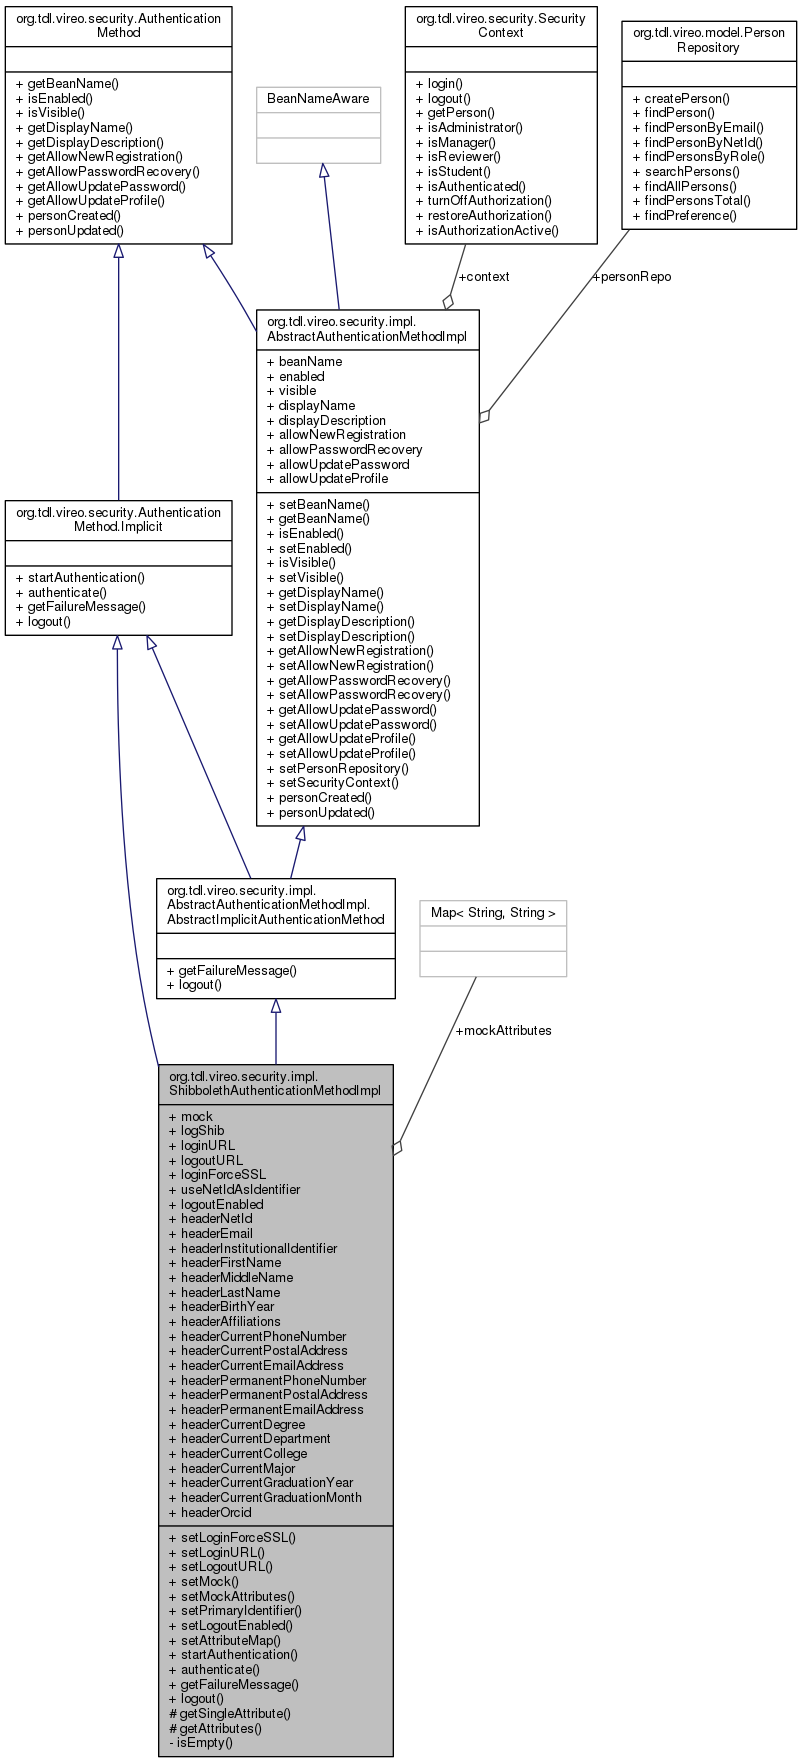 org.tdl.vireo.security.Authentication
Method
+ getBeanName()
+ isEnabled()
+ isVisible()
+ getDisplayName()
+ getDisplayDescription()
+ getAllowNewRegistration()
+ getAllowPasswordRecovery()
+ getAllowUpdatePassword()
+ getAllowUpdateProfile()
+ personCreated()
+ personUpdated()
BeanNameAware
org.tdl.vireo.security.Security
Context
+ login()
+ logout()
+ getPerson()
+ isAdministrator()
+ isManager()
+ isReviewer()
+ isStudent()
+ isAuthenticated()
+ turnOffAuthorization()
+ restoreAuthorization()
+ isAuthorizationActive()
org.tdl.vireo.model.Person
Repository
+ createPerson()
+ findPerson()
+ findPersonByEmail()
+ findPersonByNetId()
+ findPersonsByRole()
+ searchPersons()
+ findAllPersons()
+ findPersonsTotal()
+ findPreference()
+context
+personRepo
org.tdl.vireo.security.impl.
AbstractAuthenticationMethodImpl
+ beanName
+ enabled
+ visible
+ displayName
+ displayDescription
+ allowNewRegistration
+ allowPasswordRecovery
+ allowUpdatePassword
+ allowUpdateProfile
+ setBeanName()
+ getBeanName()
+ isEnabled()
+ setEnabled()
+ isVisible()
+ setVisible()
+ getDisplayName()
+ setDisplayName()
+ getDisplayDescription()
+ setDisplayDescription()
+ getAllowNewRegistration()
+ setAllowNewRegistration()
+ getAllowPasswordRecovery()
+ setAllowPasswordRecovery()
+ getAllowUpdatePassword()
+ setAllowUpdatePassword()
+ getAllowUpdateProfile()
+ setAllowUpdateProfile()
+ setPersonRepository()
+ setSecurityContext()
+ personCreated()
+ personUpdated()
org.tdl.vireo.security.Authentication
Method.Implicit
+ startAuthentication()
+ authenticate()
+ getFailureMessage()
+ logout()
org.tdl.vireo.security.impl.
AbstractAuthenticationMethodImpl.
AbstractImplicitAuthenticationMethod
+ getFailureMessage()
+ logout()
Map< String, String >
+mockAttributes
org.tdl.vireo.security.impl.
ShibbolethAuthenticationMethodImpl
+ mock
+ logShib
+ loginURL
+ logoutURL
+ loginForceSSL
+ useNetIdAsIdentifier
+ logoutEnabled
+ headerNetId
+ headerEmail
+ headerInstitutionalIdentifier
+ headerFirstName
+ headerMiddleName
+ headerLastName
+ headerBirthYear
+ headerAffiliations
+ headerCurrentPhoneNumber
+ headerCurrentPostalAddress
+ headerCurrentEmailAddress
+ headerPermanentPhoneNumber
+ headerPermanentPostalAddress
+ headerPermanentEmailAddress
+ headerCurrentDegree
+ headerCurrentDepartment
+ headerCurrentCollege
+ headerCurrentMajor
+ headerCurrentGraduationYear
+ headerCurrentGraduationMonth
+ headerOrcid
+ setLoginForceSSL()
+ setLoginURL()
+ setLogoutURL()
+ setMock()
+ setMockAttributes()
+ setPrimaryIdentifier()
+ setLogoutEnabled()
+ setAttributeMap()
+ startAuthentication()
+ authenticate()
+ getFailureMessage()
+ logout()
# getSingleAttribute()
# getAttributes()
- isEmpty()